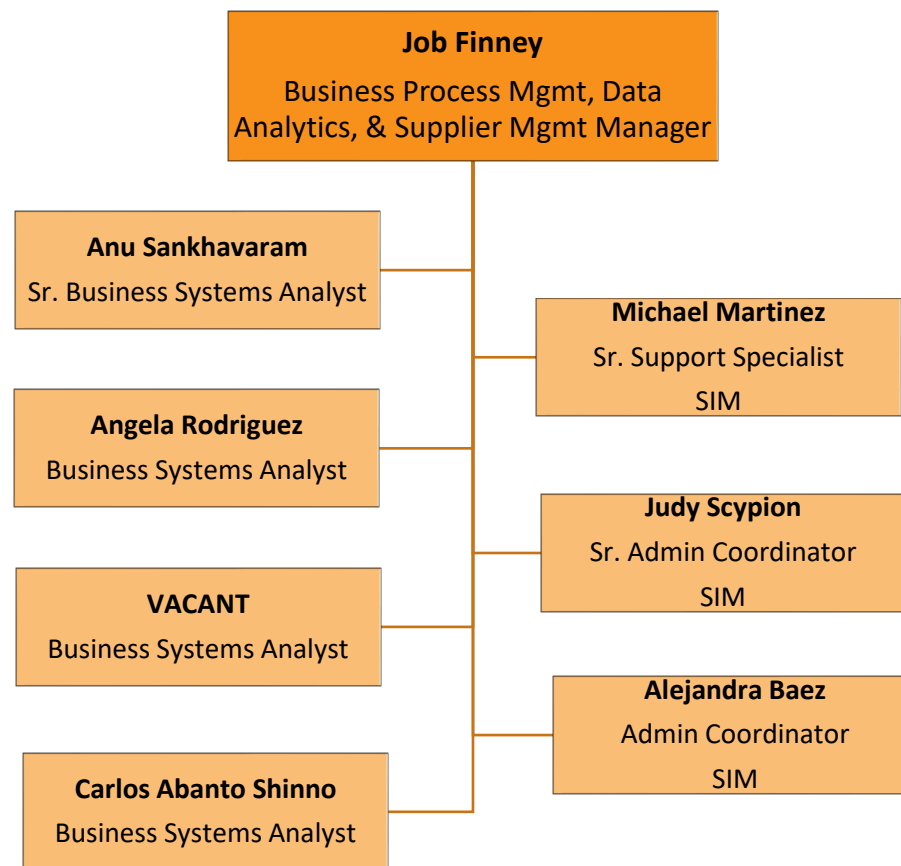 Job Finney
Business Process Mgmt, Data
Analytics, & Supplier Mgmt Manager
Anu Sankhavaram
Sr. Business Systems Analyst
Michael Martinez
Sr. Support Specialist
SIM
Angela Rodriguez
Business Systems Analyst
Judy Scypion
Sr. Admin Coordinator
SIM
VACANT
Business Systems Analyst
Alejandra Baez
Admin Coordinator
SIM
Carlos Abanto Shinno
Business Systems Analyst